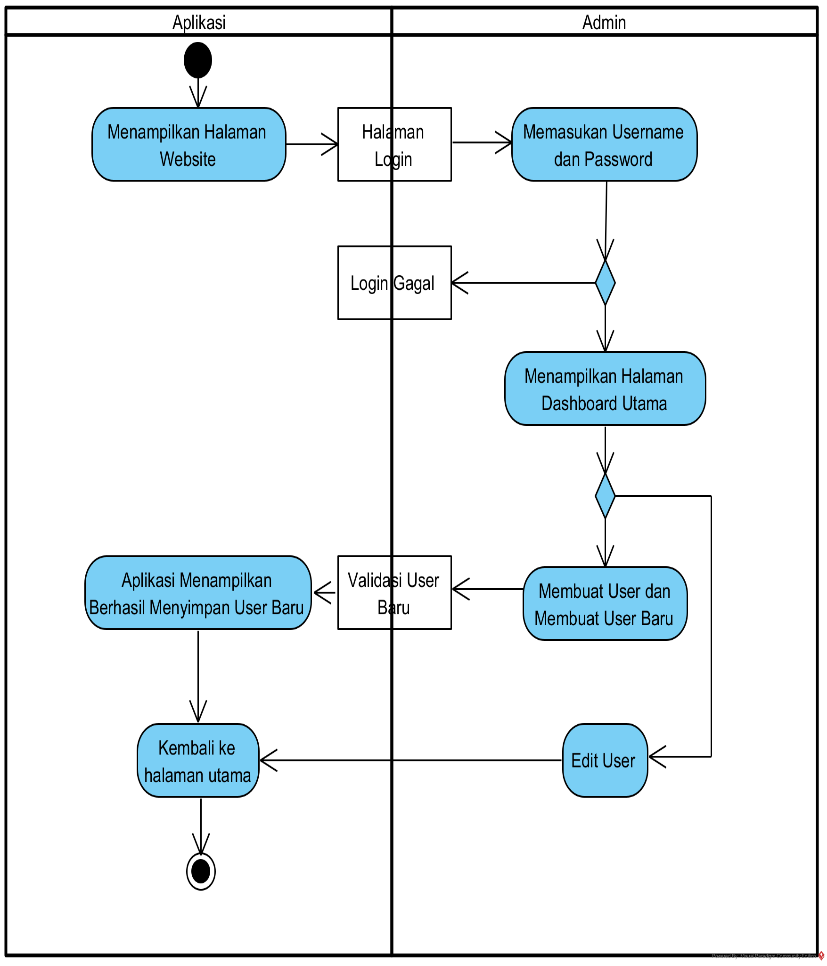 Aplikasi
Admin
Menampilkan Halaman
Website
Halaman
Login
Memasukan Username
dan Password
Login Gagal
Menampilkan Halaman
Dashboard Utama
Aplikasi Menampilkan
Berhasil Menyimpan User Baru
Validasi User
Baru
Membuat User dan
Membuat User Baru
Kembali ke
halaman utama
Edit User